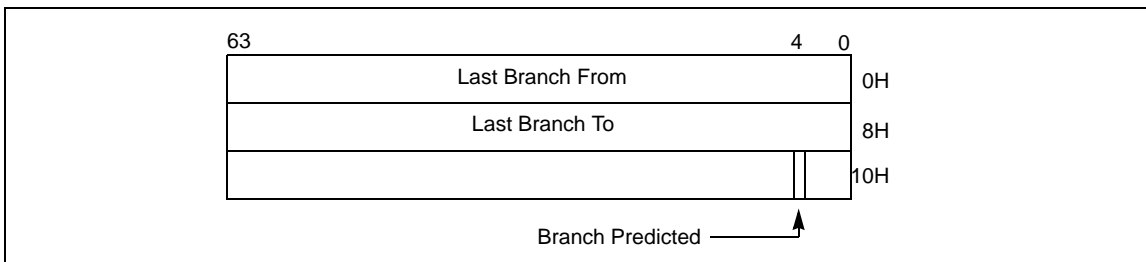 63 4 0
Last Branch From 0H
Last Branch To 8H
10H
Branch Predicted